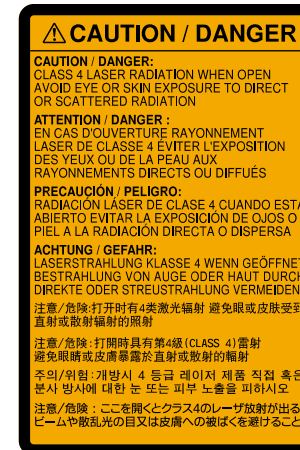 ⚠ CAUTION / DANGER
CAUTION / DANGER:
CLASS 4 LASER RADIATION WHEN OPEN
AVOID EYE OR SKIN EXPOSURE TO DIRECT
OR SCATTERED RADIATION
ATTENTION / DANGER :
EN CAS D'OUVERTURE RAYONNEMENT
LASER DE CLASSE 4 ÉVITER L'EXPOSITION
DES YEUX OU DE LA PEAU AUX
RAYONNEMENTS DIRECTS OU DIFFUÉS
PRECAUCIÓN / PELIGRO:
RADIACIÓN LÁSER DE CLASE 4 CUANDO ESTÁ
ABIERTO EVITAR LA EXPOSICIÓN DE OJOS O
PIEL A LA RADIACIÓN DIRECTA O DISPERSA
ACHTUNG / GEFAHR:
LASERSTRAHLUNG KLASSE 4 WENN GEÖFFNET
BESTRAHLUNG VON AUGE ODER HAUT DURCH
DIREKTE ODER STREUSTRAHLUNG VERMEIDEN
注意/危险:打开时有4类激光辐射 避免眼或皮肤受到
直射或散射辐射的照射
注意/危險:打開時具有第4級(CLASS 4)雷射
避免眼睛或皮膚暴露於直射或散射的輻射
주의/위험:개방시 4 등급 레이저 제품 직접 혹은
분사 방사에 대한 눈 또는 피부 노출을 피하시오
注意/危険：ここを開くとクラス4のレーザ放射が出る
ビームや散乱光の目又は皮膚への被ばくを避けること